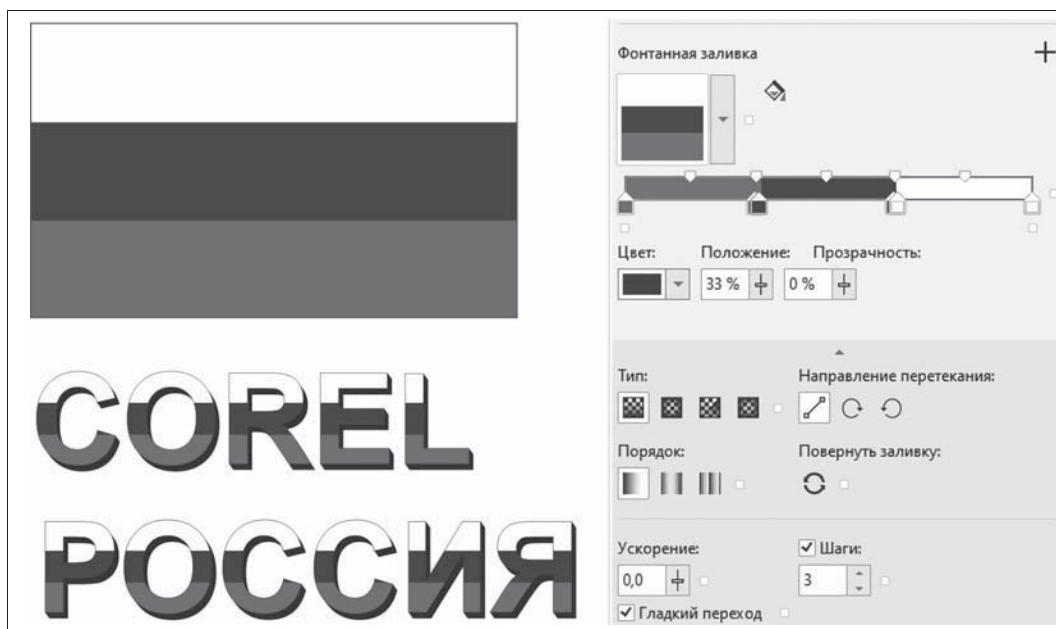 Фонтанная заливка
Цвет: Положение: Прозрачность:
33 % 0 %
Тип: Направление перетекания:
Порядок: Повернуть заливку:
Ускорение: Шаги:
0,0 3
Гладкий переход
COREL
РОССИЯ